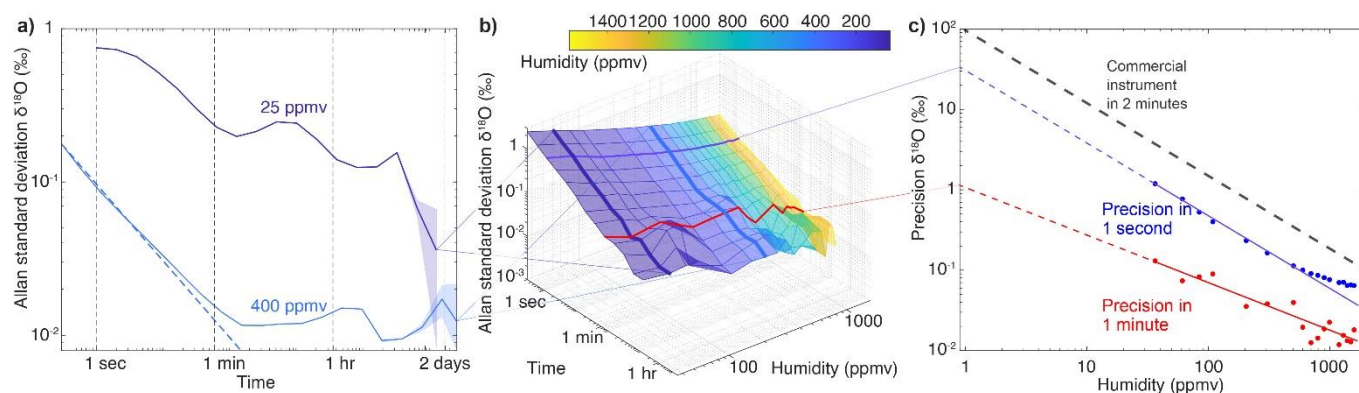 a)
Allan standard deviation δ¹⁸O (‰)
1
10⁻¹
10⁻²
25 ppmv
400 ppmv
1 sec
1 min
1 hr
2 days
Time
b)
1400 1200 1000 800 600 400 200
Humidity (ppmv)
Allan standard deviation δ¹⁸O (‰)
1
10⁻¹
10⁻²
10⁻³
1 sec
1 min
1 hr
Time
100
1000
Humidity (ppmv)
c)
Precision δ¹⁸O (‰)
10²
10
1
10⁻¹
10⁻²
Commercial
instrument
in 2 minutes
Precision in
1 second
Precision in
1 minute
1 10 100 1000
Humidity (ppmv)